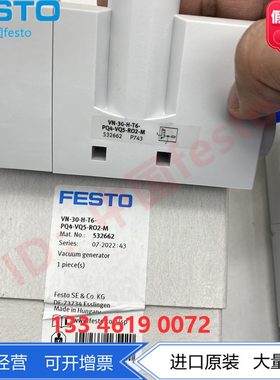 FESTO
festo
VN-30-H-T6-
PQ4-VQ5-RO2-M
532662 P743
FESTO
VN-30-H-T6-
PQ4-VQ5-RO2-M
Mat. No.: 532662
Series: 07-2022:43
Vacuum generator
1 piece(s)
Festo SE & Co. KG
DE-73734 Esslingen
Made in Hungary
133 4619 0072
经营
可开增票
进口原装
大量